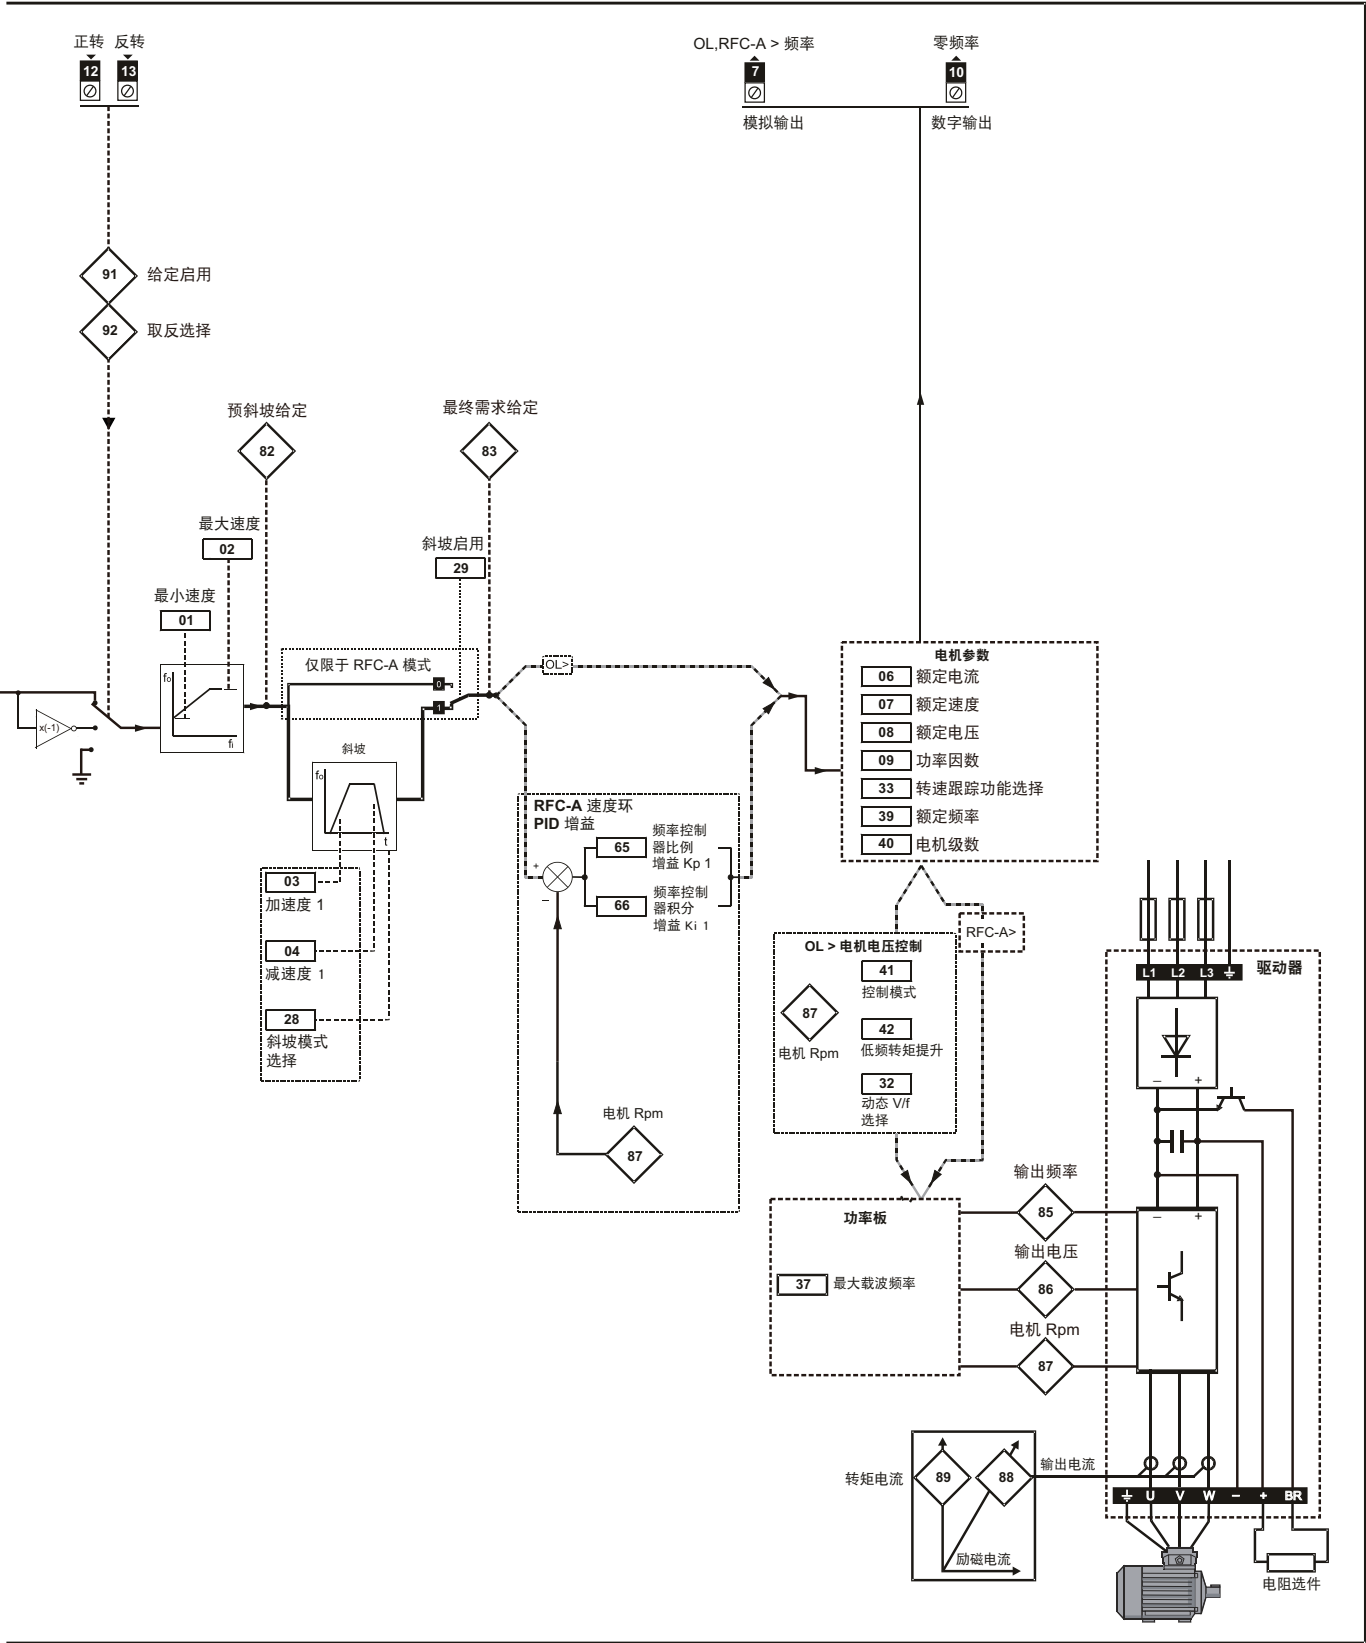 正转 反转
12 13
OL,RFC-A > 频率
7
模拟输出
零频率
10
数字输出
91 给定启用
92 取反选择
预斜坡给定
82
最终需求给定
83
最大速度
02
斜坡启用
29
最小速度
01
仅限于 RFC-A 模式
0
1
OL>
fo
fi
x(-1)
斜坡
fo
t
03
加速度 1
04
减速度 1
28
斜坡模式
选择
RFC-A 速度环
PID 增益
+
−
65
频率控制
器比例
增益 Kp 1
66
频率控制
器积分
增益 Ki 1
电机 Rpm
87
电机参数
06 额定电流
07 额定速度
08 额定电压
09 功率因数
33 转速跟踪功能选择
39 额定频率
40 电机级数
RFC-A>
OL > 电机电压控制
41
控制模式
87
电机 Rpm
42
低频转矩提升
32
动态 V/f
选择
功率板
37 最大载波频率
输出频率
85
输出电压
86
电机 Rpm
87
驱动器
L1 L2 L3
− +
− +
转矩电流
89 88
输出电流
励磁电流
U V W − + BR
电阻选件